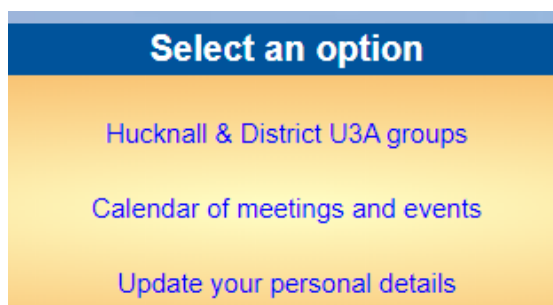 Select an option
Hucknall & District U3A groups
Calendar of meetings and events
Update your personal details